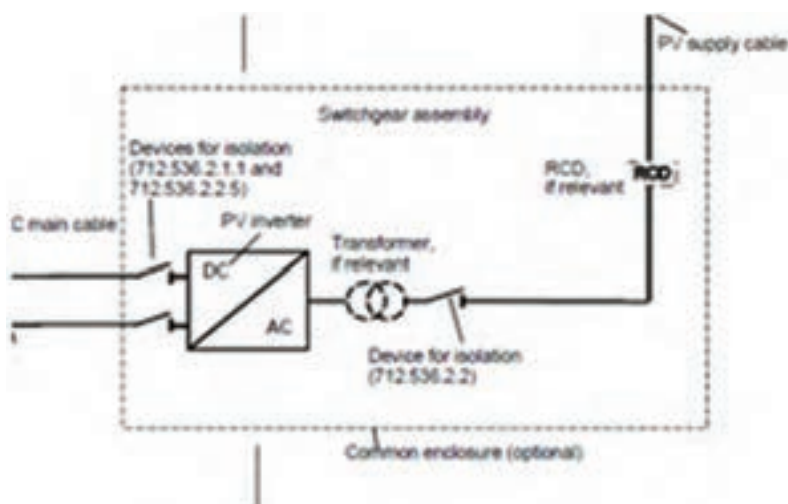 PV supply cable
Switchgear assembly
Devices for isolation
(712.536.2.1.1 and
712.536.2.2.5)
RCD,
if relevant
RCD
C main cable
PV inverter
Transformer,
if relevant
DC
AC
Device for isolation
(712.536.2.2)
Common enclosure (optional)